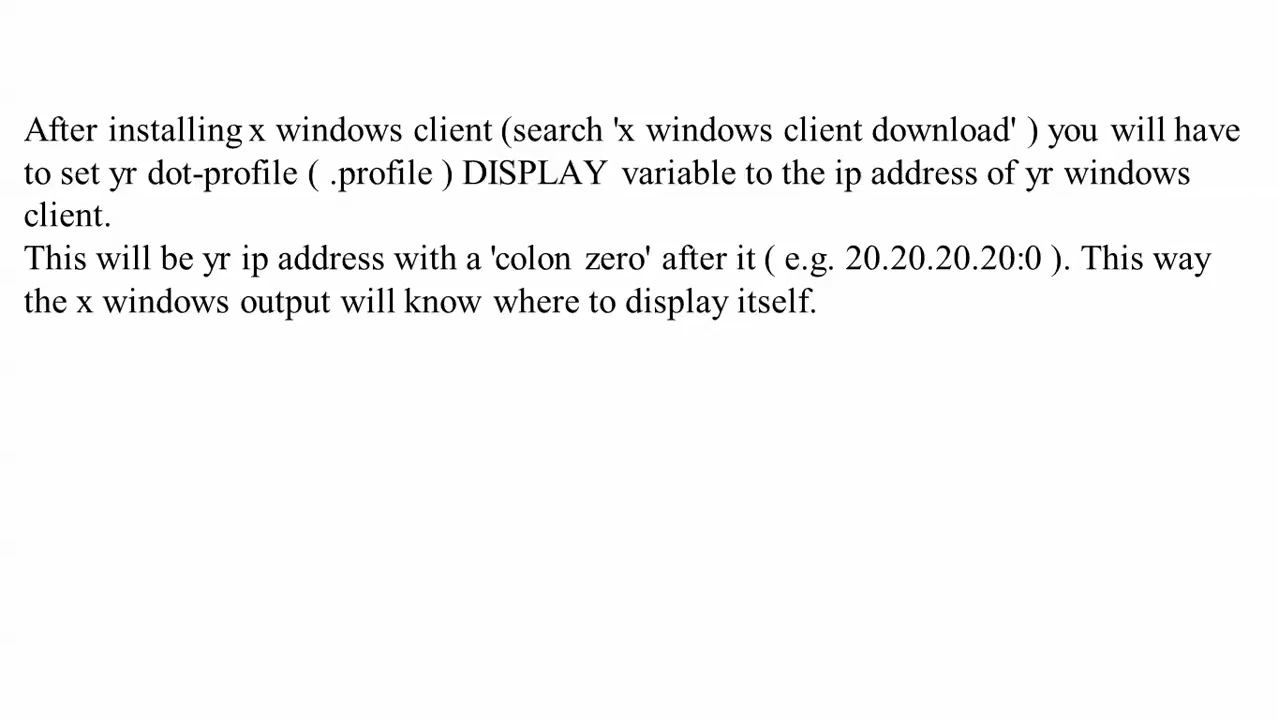 After installing x windows client (search 'x windows client download' ) you will have
to set yr dot-profile ( .profile ) DISPLAY variable to the ip address of yr windows
client.
This will be yr ip address with a 'colon zero' after it ( e.g. 20.20.20.20:0 ). This way
the x windows output will know where to display itself.